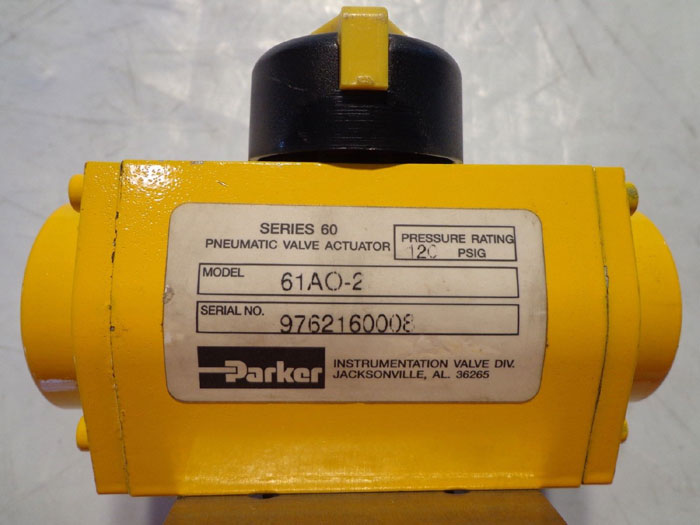 SERIES 60
PNEUMATIC VALVE ACTUATOR
PRESSURE RATING
120 PSIG
MODEL 61AO-2
SERIAL NO. 9762160008
Parker
INSTRUMENTATION VALVE DIV.
JACKSONVILLE, AL. 36265